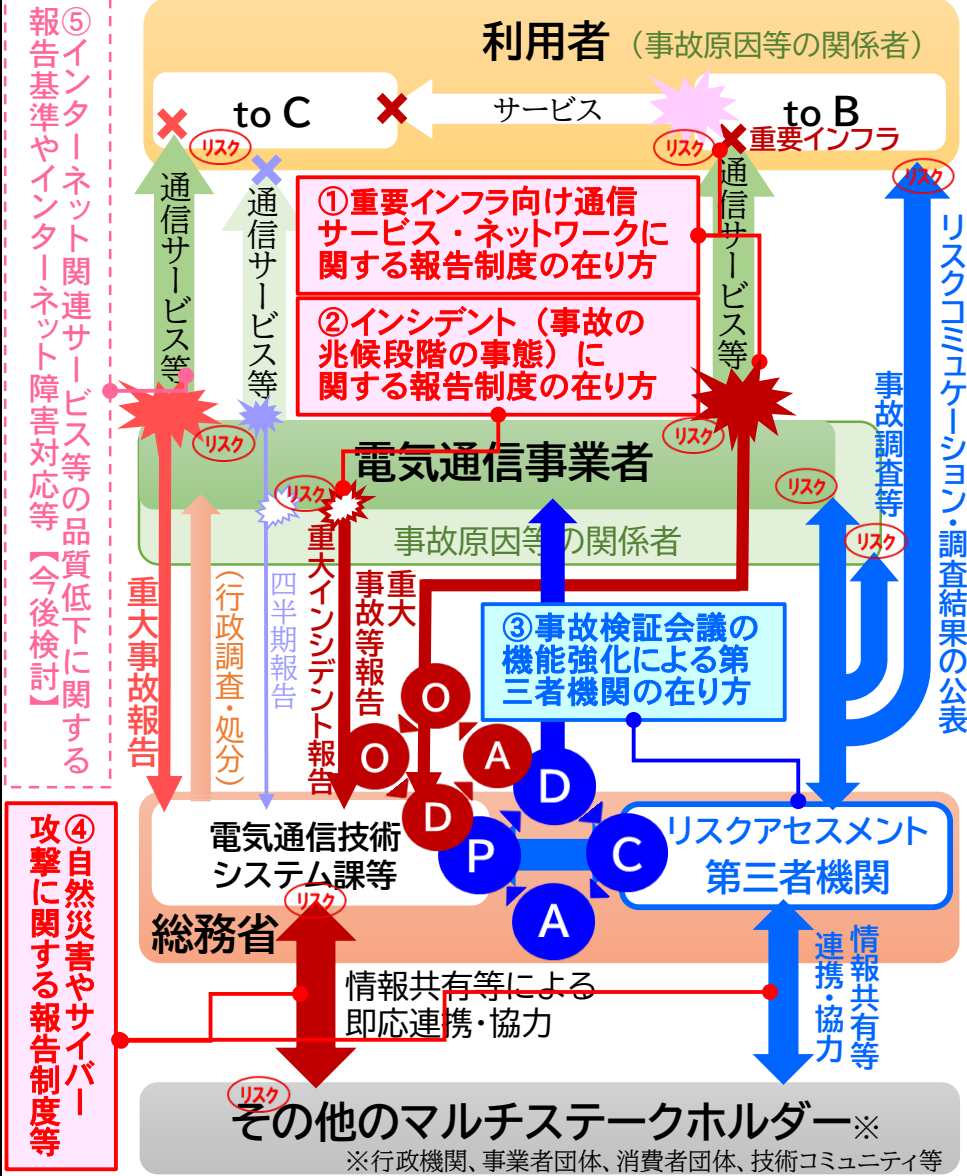 ⑤インターネット関連サービス等の品質低下に関する
報告基準やインターネット障害対応等【今後検討】
利用者（事故原因等の関係者）
to C
サービス
to B
リスク
リスク
重要インフラ
リスク
通信サービス等
通信サービス等
①重要インフラ向け通信
サービス・ネットワークに
関する報告制度の在り方
通信サービス等
②インシデント（事故の
兆候段階の事態）に
関する報告制度の在り方
リスクコミュケーション・調査結果の公表
事故調査等
リスク
電気通信事業者
リスク
リスク
リスク
事故原因等の関係者
リスク
重大事故報告
（行政調査・処分）
四半期報告
重大インシデント報告
重大
事故等報告
③事故検証会議の
機能強化による第
三者機関の在り方
O
O
A
D
D
P
C
A
電気通信技術
システム課等
リスク
リスクアセスメント
第三者機関
総務省
④自然災害やサイバー
攻撃に関する報告制度等
情報共有等による
即応連携・協力
情報共有等
連携・協力
リスク
その他のマルチステークホルダー※
※行政機関、事業者団体、消費者団体、技術コミュニティ等